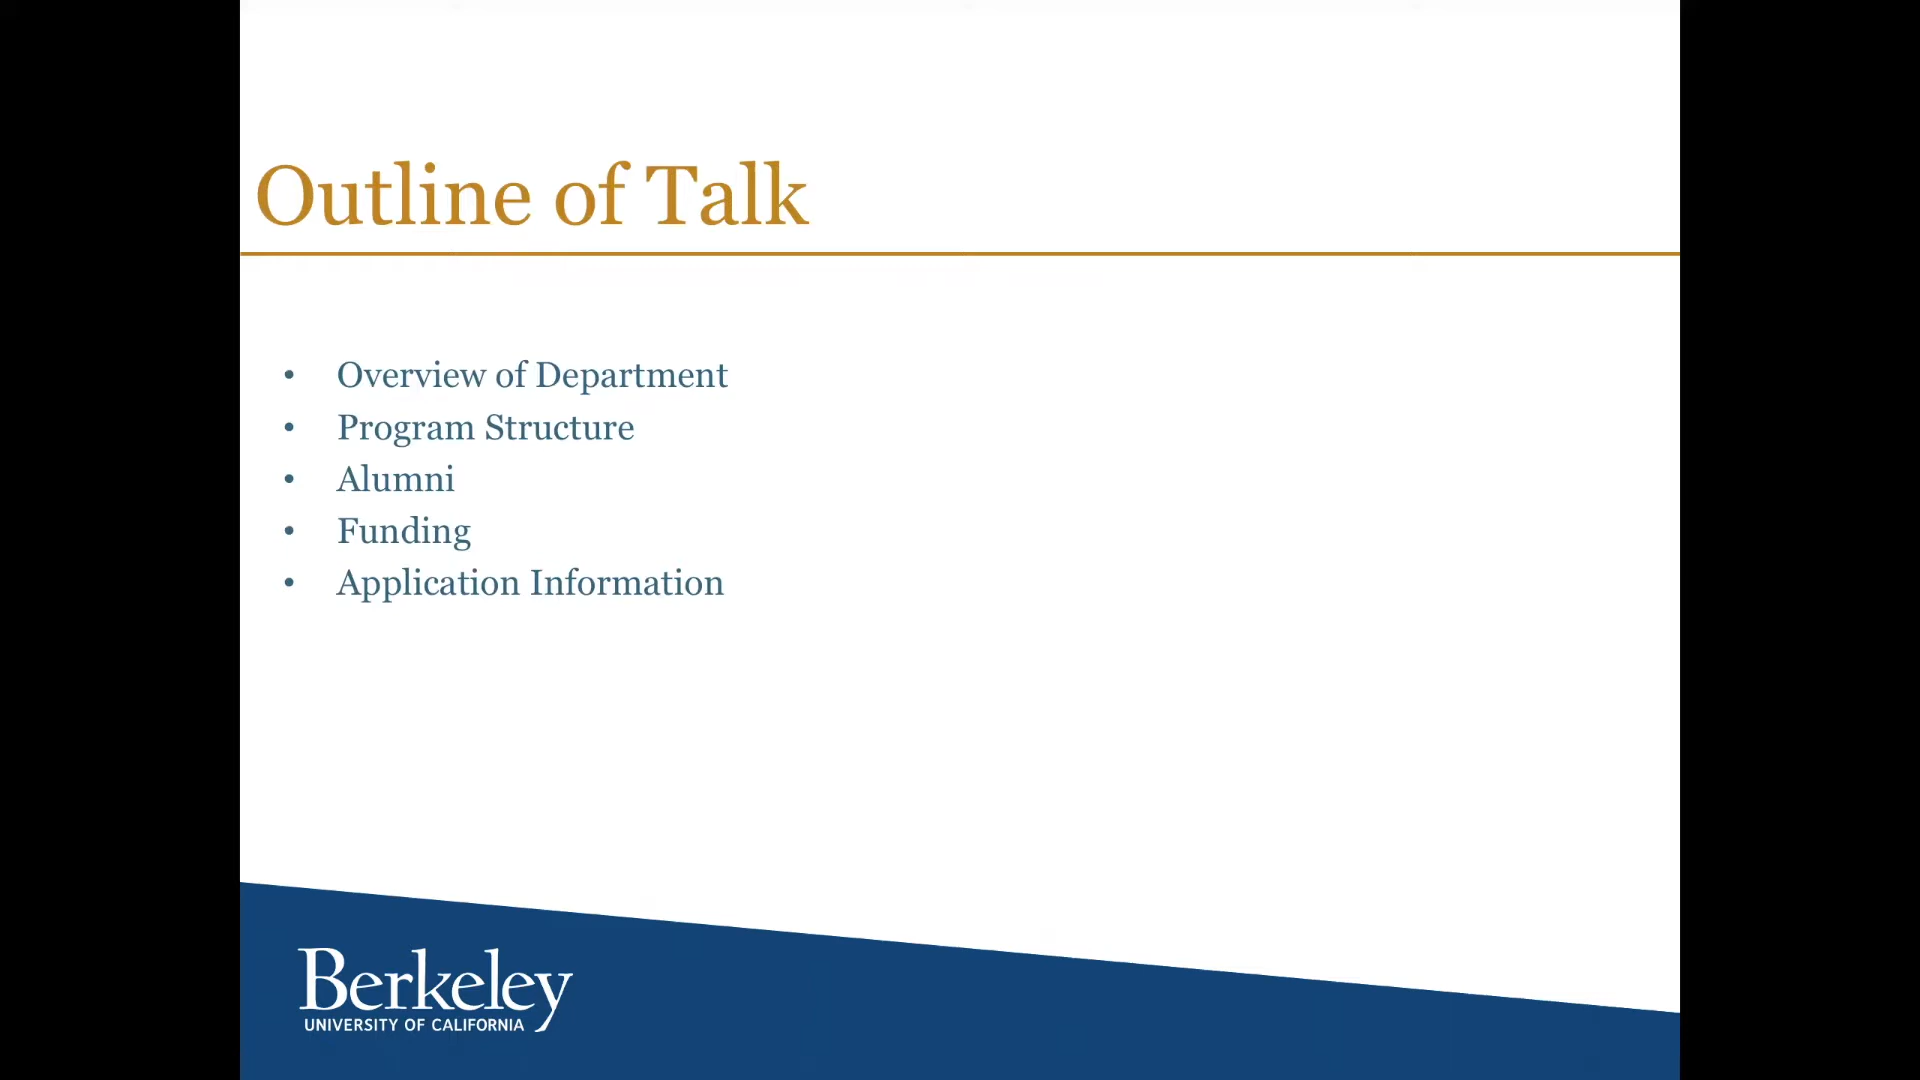 Outline of Talk
• Overview of Department
• Program Structure
• Alumni
• Funding
• Application Information
Berkeley
UNIVERSITY OF CALIFORNIA